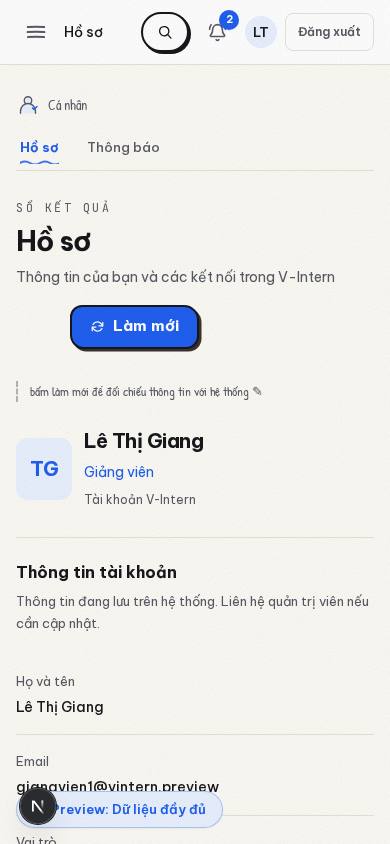 Hồ sơ
2
LT
Đăng xuất
Cá nhân
Hồ sơ
Thông báo
SỔ KẾT QUẢ
Hồ sơ
Thông tin của bạn và các kết nối trong V-Intern
Làm mới
bấm làm mới để đối chiếu thông tin với hệ thống ✎
TG
Lê Thị Giang
Giảng viên
Tài khoản V-Intern
Thông tin tài khoản
Thông tin đang lưu trên hệ thống. Liên hệ quản trị viên nếu
cần cập nhật.
Họ và tên
Lê Thị Giang
Email
giangvien1@vintern.preview
N
Preview: Dữ liệu đầy đủ
Vai trò